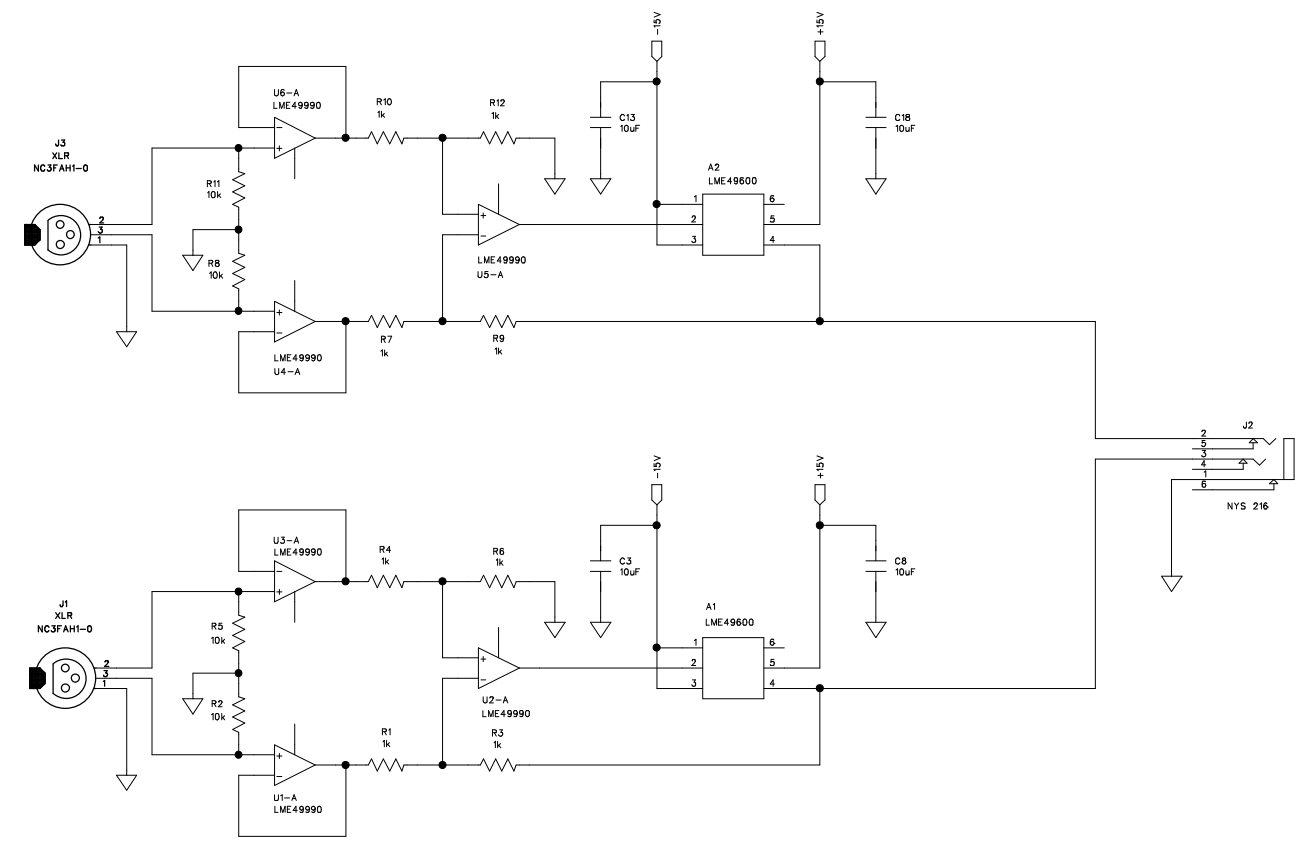 -15V
+15V
U6-A
LME49990
R10
1k
R12
1k
C13
10uF
C18
10uF
J3
XLR
NC3FAH1-0
A2
LME49600
R11
10k
2
3
1
1
2
3
6
5
4
R8
10k
LME49990
U5-A
LME49990
U4-A
R7
1k
R9
1k
J2
2
5
3
4
1
6
NYS 216
-15V
+15V
U3-A
LME49990
R4
1k
R6
1k
C3
10uF
C8
10uF
J1
XLR
NC3FAH1-0
A1
LME49600
R5
10k
2
3
1
1
2
3
6
5
4
R2
10k
U2-A
LME49990
R1
1k
R3
1k
U1-A
LME49990